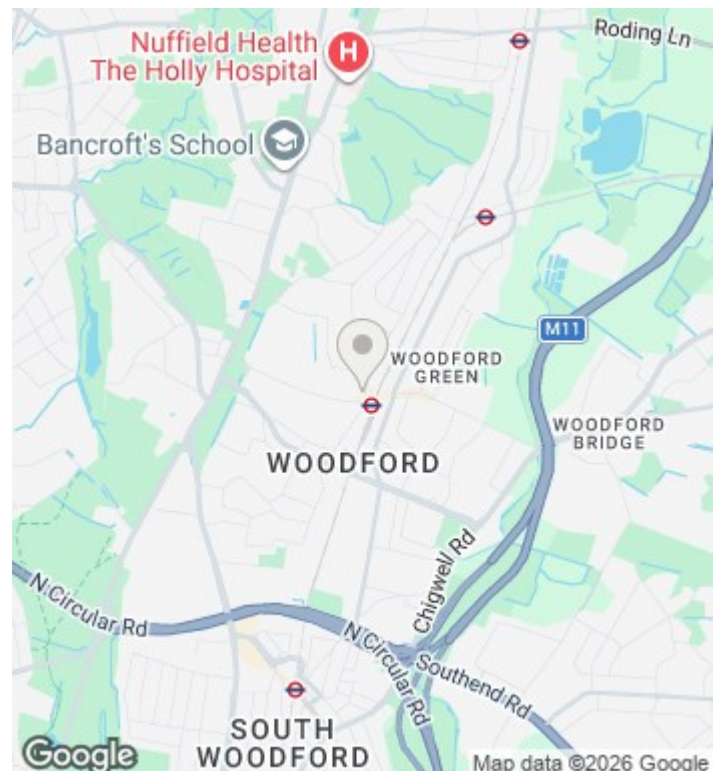 Roding Ln
Nuffield Health
The Holly Hospital
H
Bancroft's School
M11
WOODFORD
GREEN
WOODFORD
BRIDGE
WOODFORD
Chigwell Rd
N Circular Rd
N Circular Rd
Southend Rd
SOUTH
WOODFORD
Google
Map data ©2026 Google